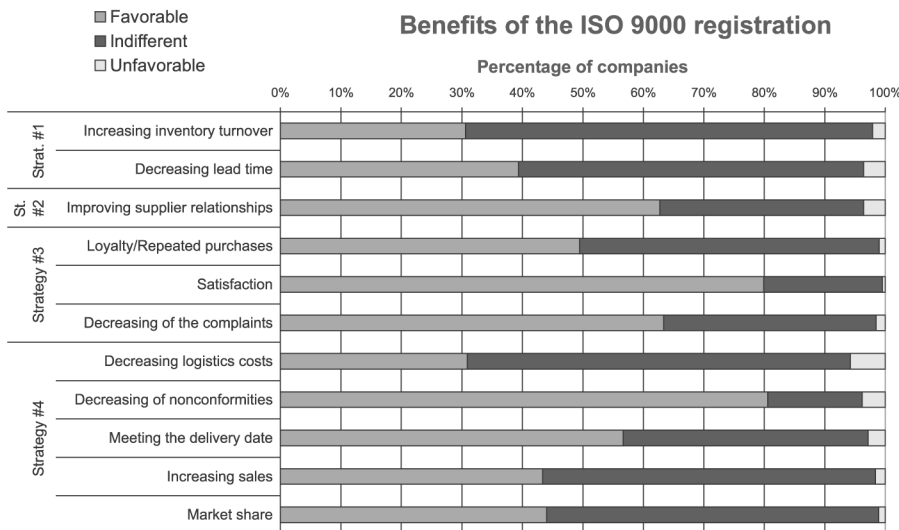 Favorable
Indifferent
Unfavorable
Benefits of the ISO 9000 registration
Percentage of companies
0% 10% 20% 30% 40% 50% 60% 70% 80% 90% 100%
Strat. #1
Increasing inventory turnover
Decreasing lead time
St.
#2
Improving supplier relationships
Strategy #3
Loyalty/Repeated purchases
Satisfaction
Decreasing of the complaints
Strategy #4
Decreasing logistics costs
Decreasing of nonconformities
Meeting the delivery date
Increasing sales
Market share